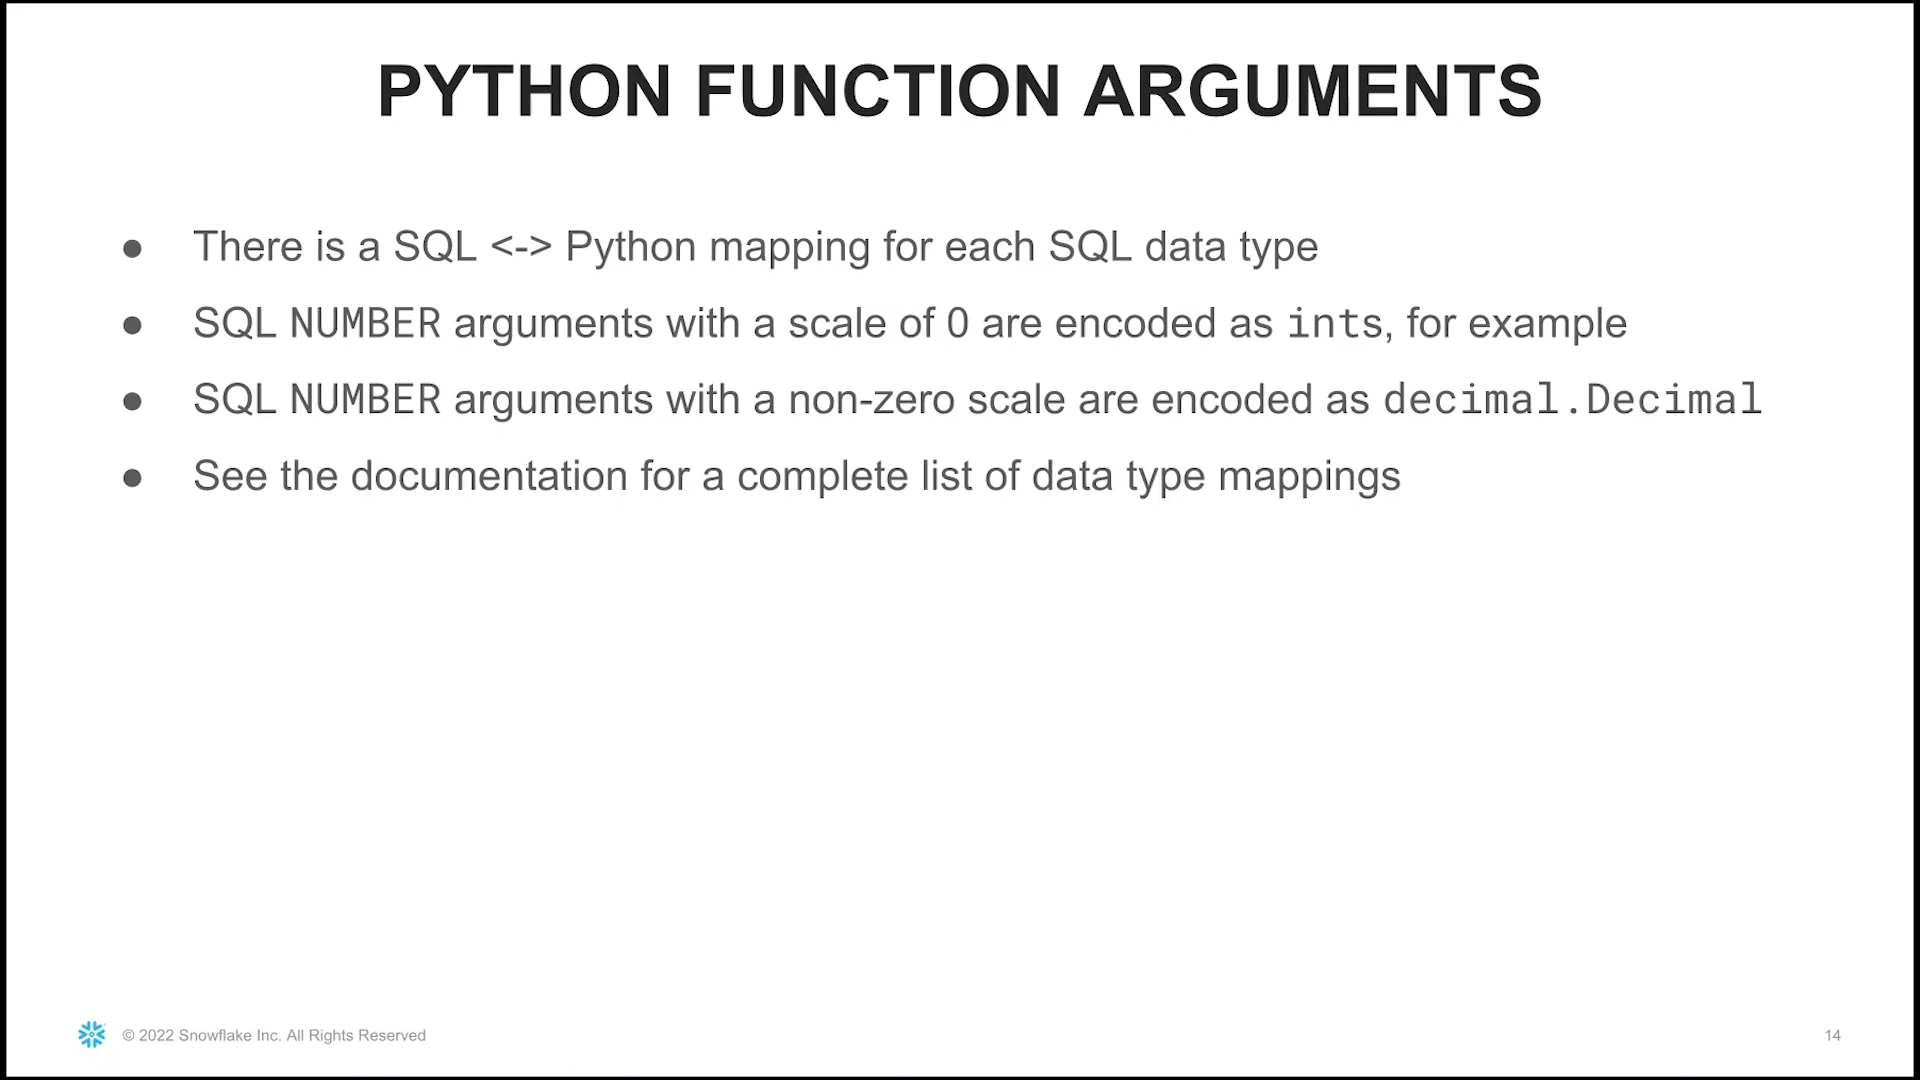 PYTHON FUNCTION ARGUMENTS
● There is a SQL <-> Python mapping for each SQL data type
● SQL NUMBER arguments with a scale of 0 are encoded as ints, for example
● SQL NUMBER arguments with a non-zero scale are encoded as decimal.Decimal
● See the documentation for a complete list of data type mappings
© 2022 Snowflake Inc. All Rights Reserved
14